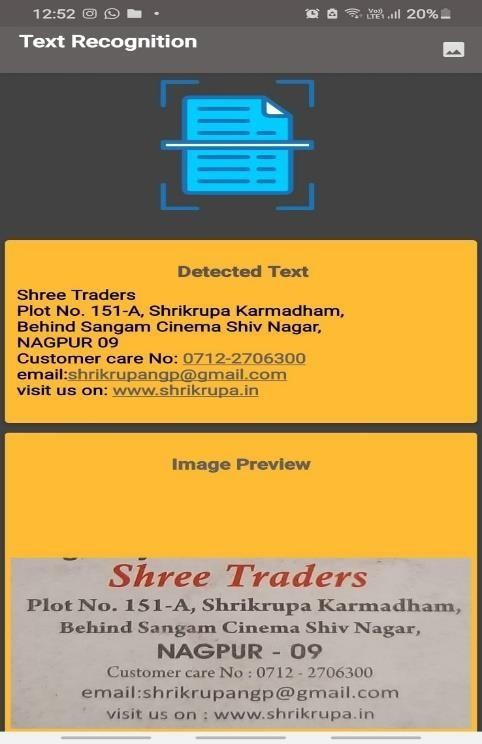 12:52
Vo)) LTE1 20%
Text Recognition
Detected Text
Shree Traders
Plot No. 151-A, Shrikrupa Karmadham,
Behind Sangam Cinema Shiv Nagar,
NAGPUR 09
Customer care No: 0712-2706300
email:shrikrupangp@gmail.com
visit us on: www.shrikrupa.in
Image Preview
Shree Traders
Plot No. 151-A, Shrikrupa Karmadham,
Behind Sangam Cinema Shiv Nagar,
NAGPUR - 09
Customer care No : 0712 - 2706300
email:shrikrupangp@gmail.com
visit us on : www.shrikrupa.in